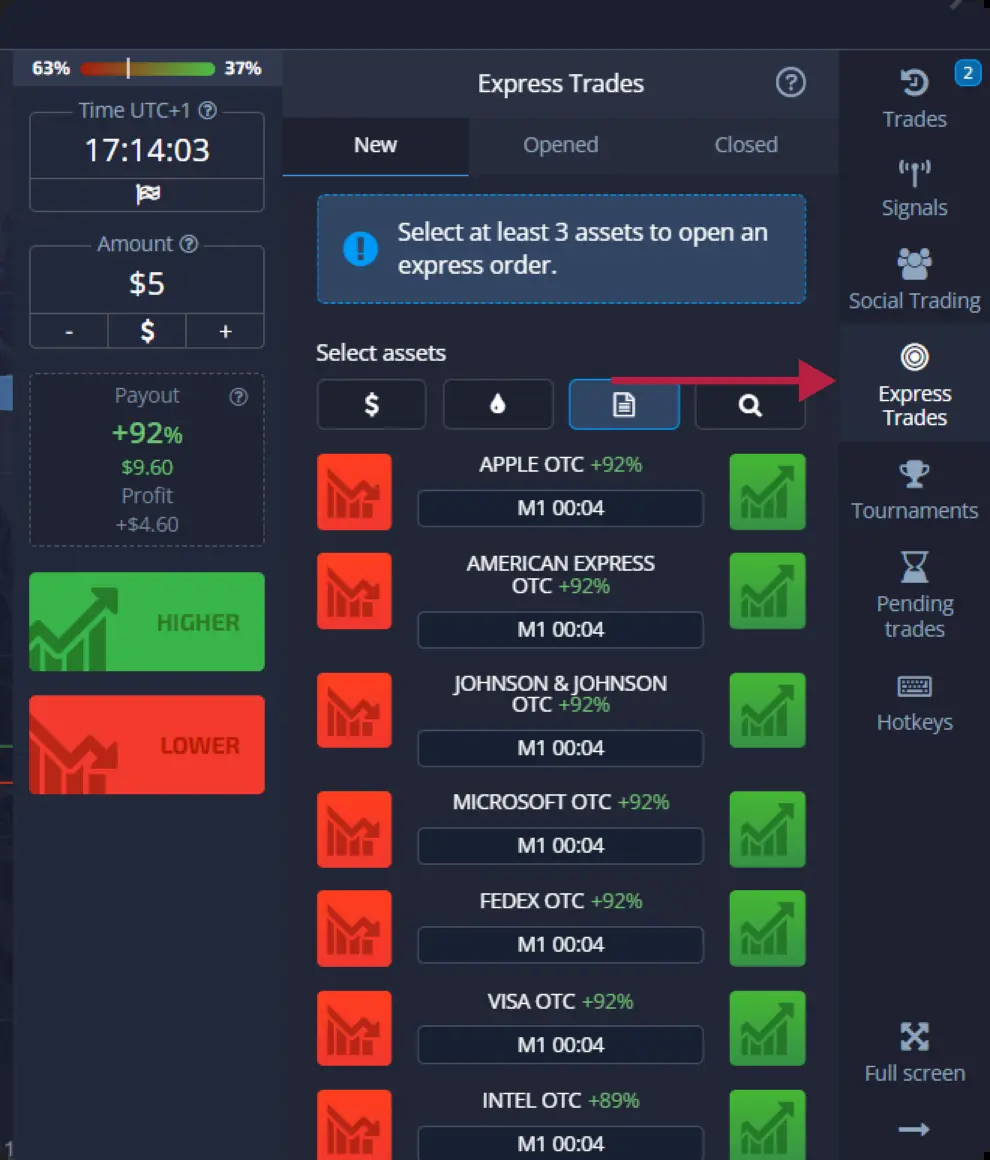 63% 37%
Time UTC+1 ?
17:14:03
Amount ?
$5
- $ +
Payout ?
+92%
$9.60
Profit
+$4.60
HIGHER
LOWER
Express Trades ?
New Opened Closed
! Select at least 3 assets to open an
express order.
Select assets
$
APPLE OTC +92%
M1 00:04
AMERICAN EXPRESS
OTC +92%
M1 00:04
JOHNSON & JOHNSON
OTC +92%
M1 00:04
MICROSOFT OTC +92%
M1 00:04
FEDEX OTC +92%
M1 00:04
VISA OTC +92%
M1 00:04
INTEL OTC +89%
M1 00:04
2
Trades
Signals
Social Trading
Express
Trades
Tournaments
Pending
trades
Hotkeys
Full screen
1